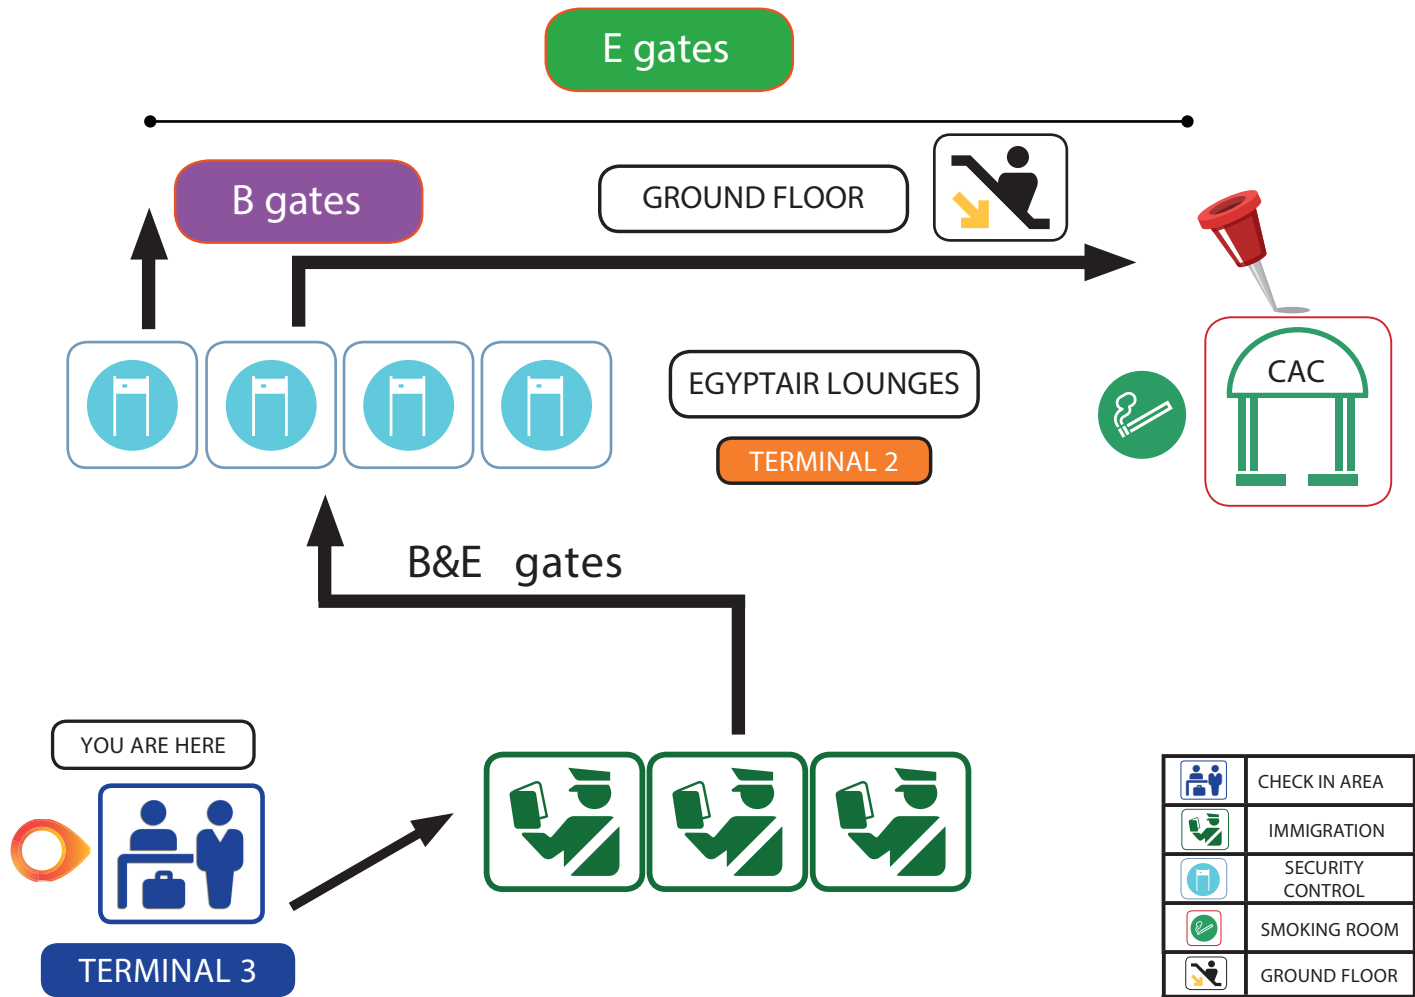 E gates
B gates
GROUND FLOOR
CAC
EGYPTAIR LOUNGES
TERMINAL 2
B&E gates
YOU ARE HERE
TERMINAL 3
CHECK IN AREA
IMMIGRATION
SECURITY
CONTROL
SMOKING ROOM
GROUND FLOOR